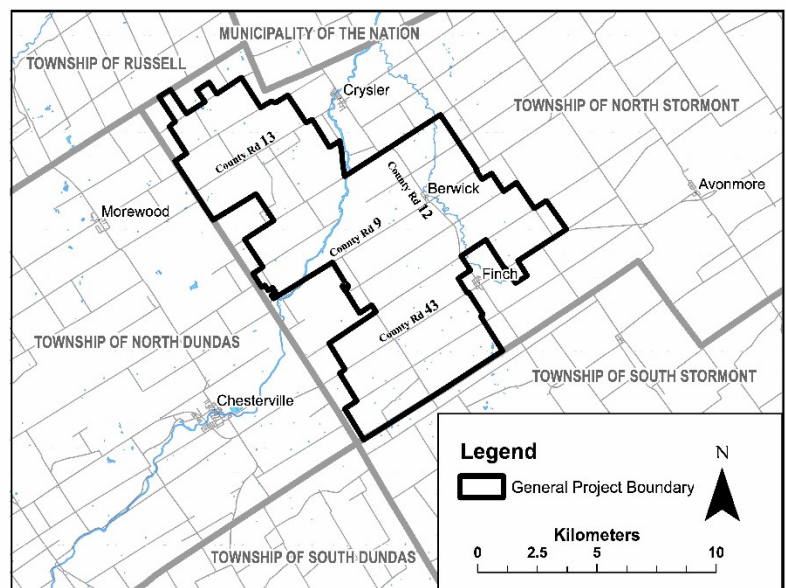 MUNICIPALITY OF THE NATION
TOWNSHIP OF RUSSELL
Crysler
TOWNSHIP OF NORTH STORMONT
County Rd 13
County Rd 12
Berwick
Avonmore
Morewood
County Rd 9
Finch
County Rd 43
TOWNSHIP OF NORTH DUNDAS
TOWNSHIP OF SOUTH STORMONT
Chesterville
Legend
N
General Project Boundary
Kilometers
0 2.5 5 10
TOWNSHIP OF SOUTH DUNDAS